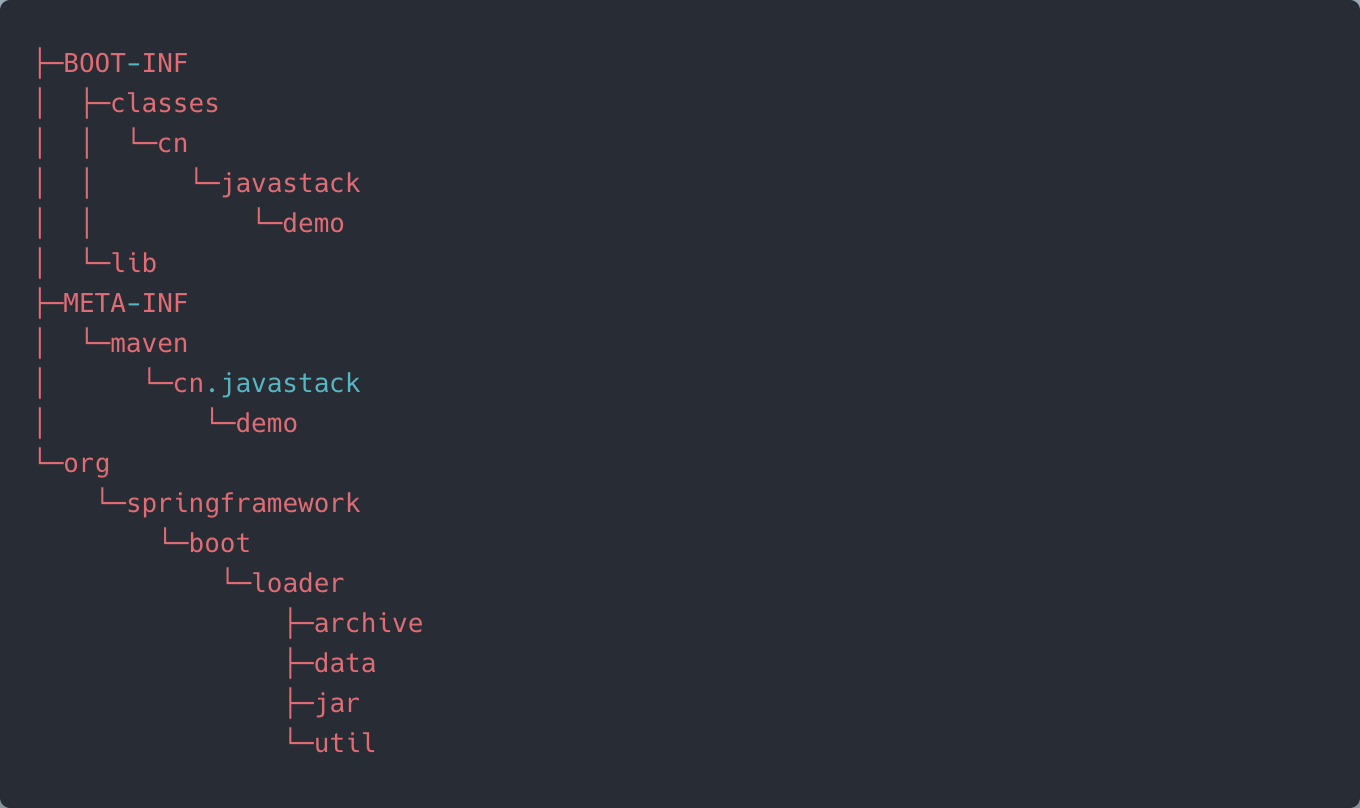 ├─BOOT-INF
│  ├─classes
│  │  └─cn
│  │      └─javastack
│  │          └─demo
│  └─lib
├─META-INF
│  └─maven
│      └─cn.javastack
│          └─demo
└─org
    └─springframework
        └─boot
            └─loader
                ├─archive
                ├─data
                ├─jar
                └─util